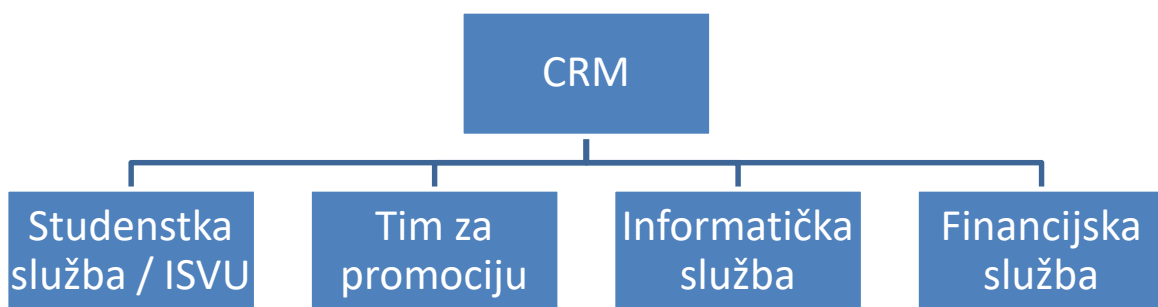 CRM
Studenstka
služba / ISVU
Tim za
promociju
Informatička
služba
Financijska
služba